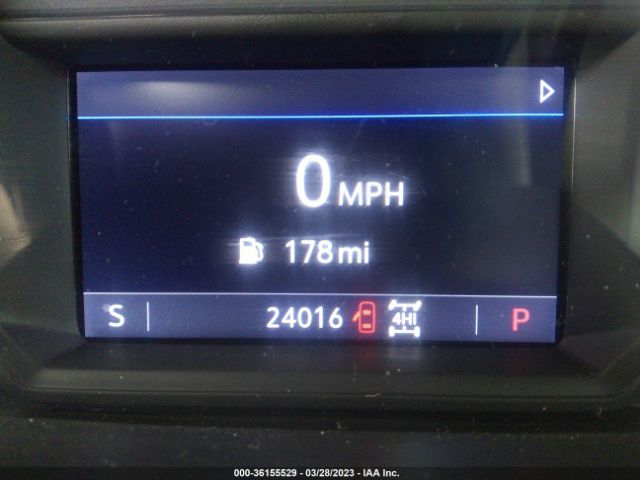 0 MPH
178 mi
S 24016 4HI P
000-36155529 - 03/28/2023 - IAA Inc.